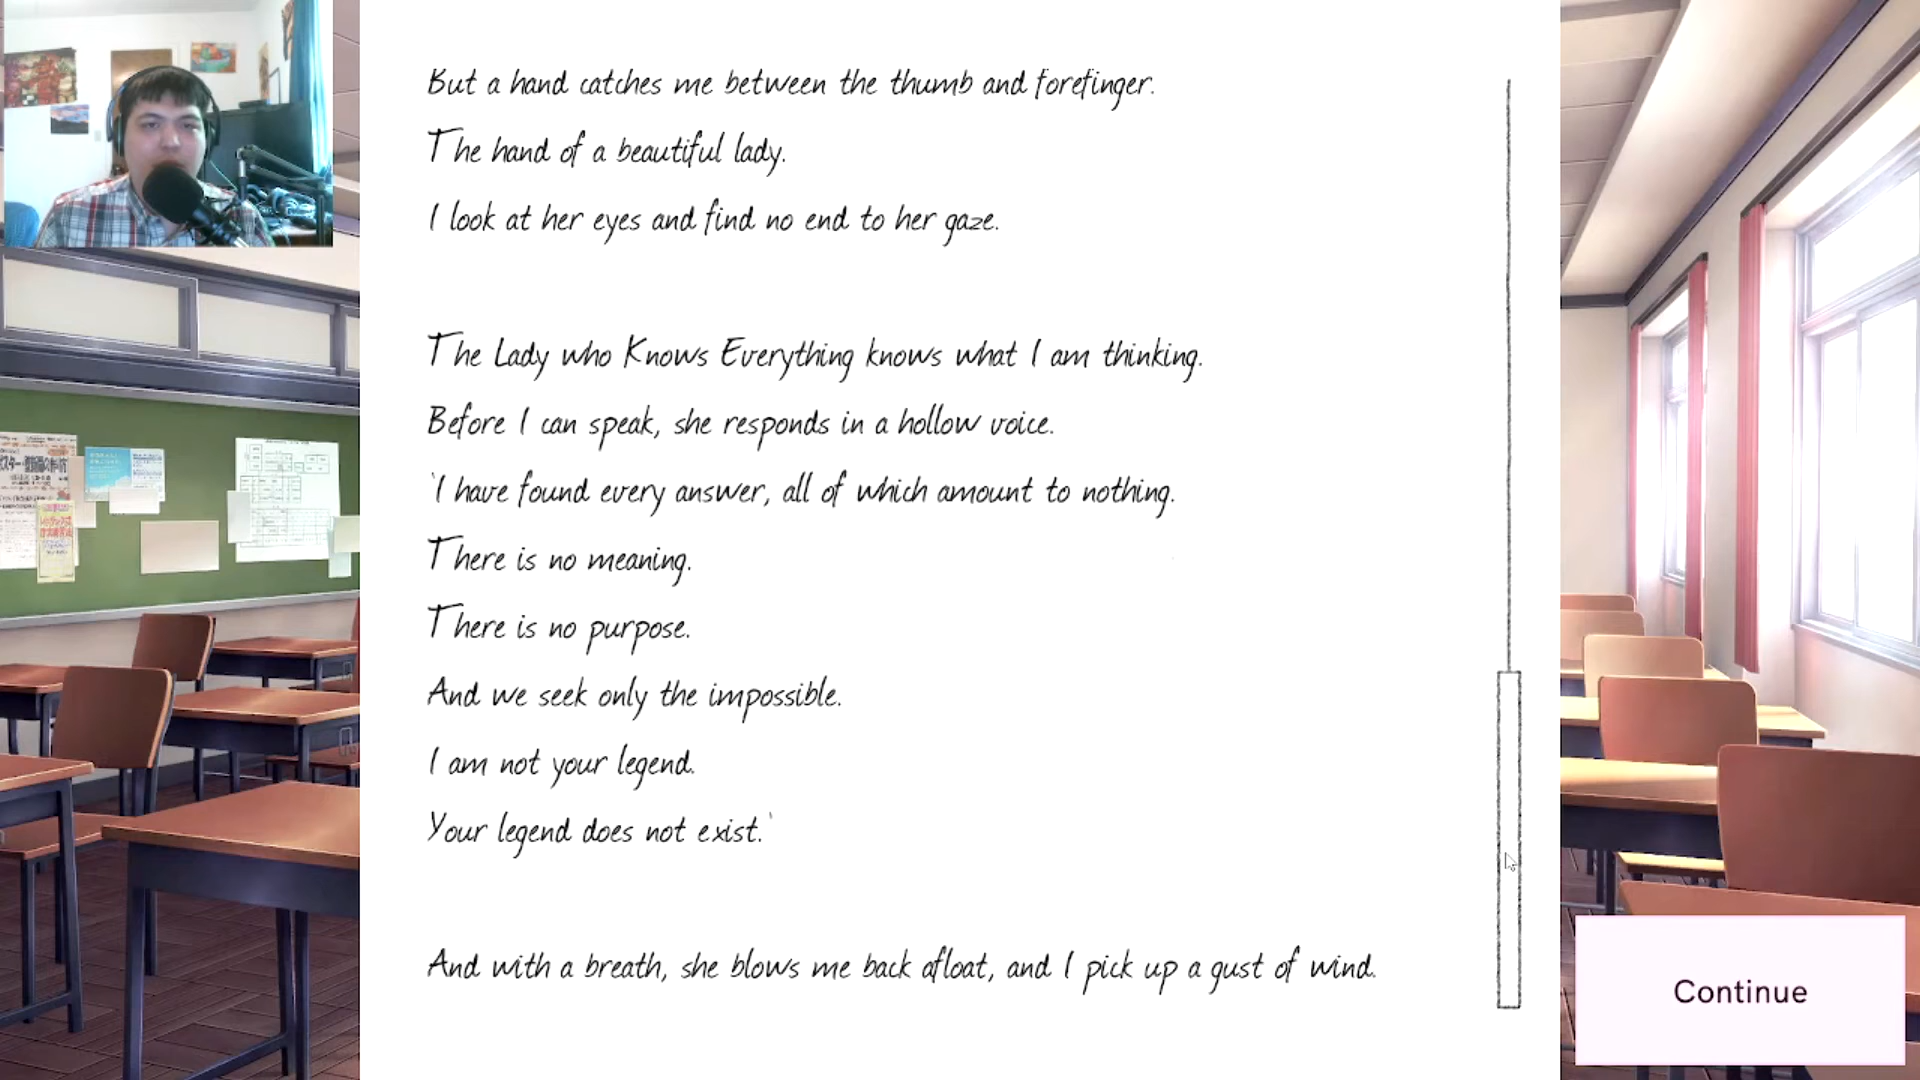 But a hand catches me between the thumb and forefinger.
The hand of a beautiful lady.
I look at her eyes and find no end to her gaze.
The Lady who Knows Everything knows what I am thinking.
Before I can speak, she responds in a hollow voice.
'I have found every answer, all of which amount to nothing.
There is no meaning.
There is no purpose.
And we seek only the impossible.
I am not your legend.
Your legend does not exist.'
And with a breath, she blows me back afloat, and I pick up a gust of wind.
Continue